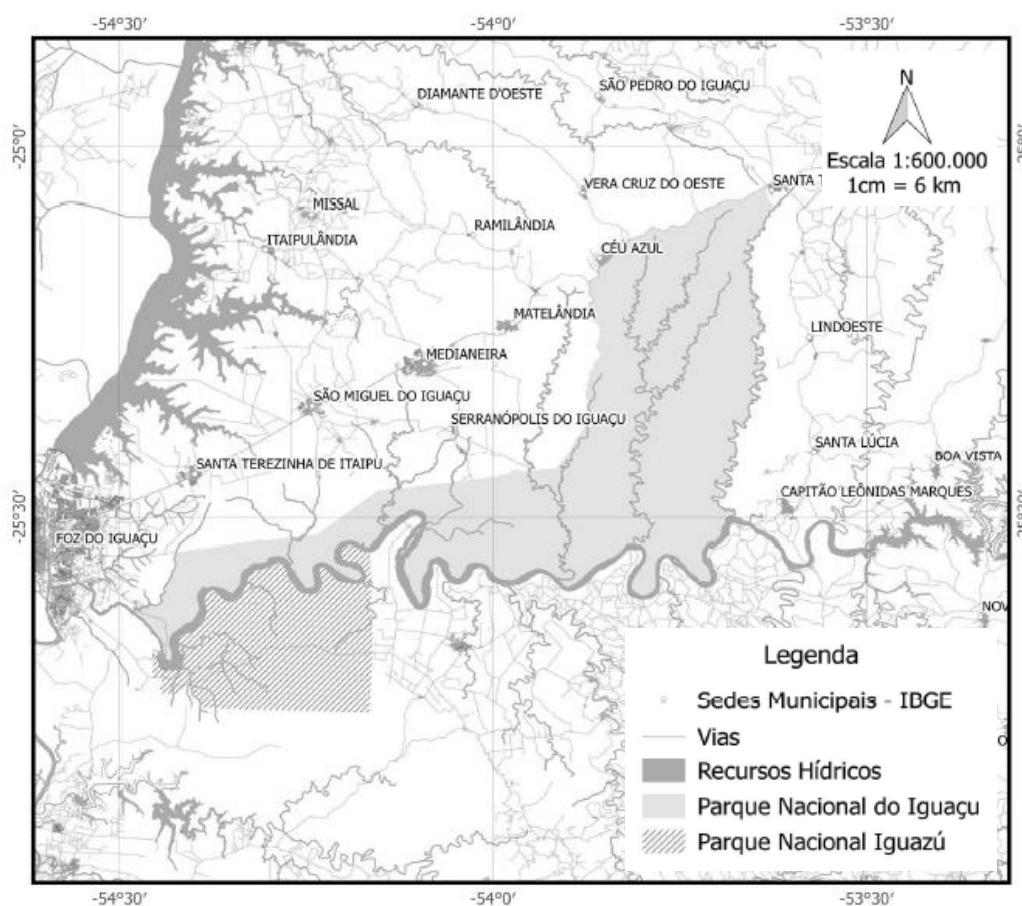 -54°30′
-54°0′
-53°30′
SÃO PEDRO DO IGUAÇU
DIAMANTE D'OESTE
N
-25°0′
Escala 1:600.000
1cm = 6 km
VERA CRUZ DO OESTE
SANTA T
MISSAL
RAMILÂNDIA
ITAIPULÂNDIA
CÉU AZUL
MATELÂNDIA
LINDOESTE
MEDIANEIRA
SÃO MIGUEL DO IGUAÇU
SERRANÓPOLIS DO IGUAÇU
SANTA LÚCIA
BOA VISTA
SANTA TEREZINHA DE ITAIPU
CAPITÃO LEÔNIDAS MARQUES
-25°30′
FOZ DO IGUAÇU
NOV
Legenda
Sedes Municipais - IBGE
Vias
Recursos Hídricos
Parque Nacional do Iguaçu
Parque Nacional Iguazú
O
-54°30′
-54°0′
-53°30′